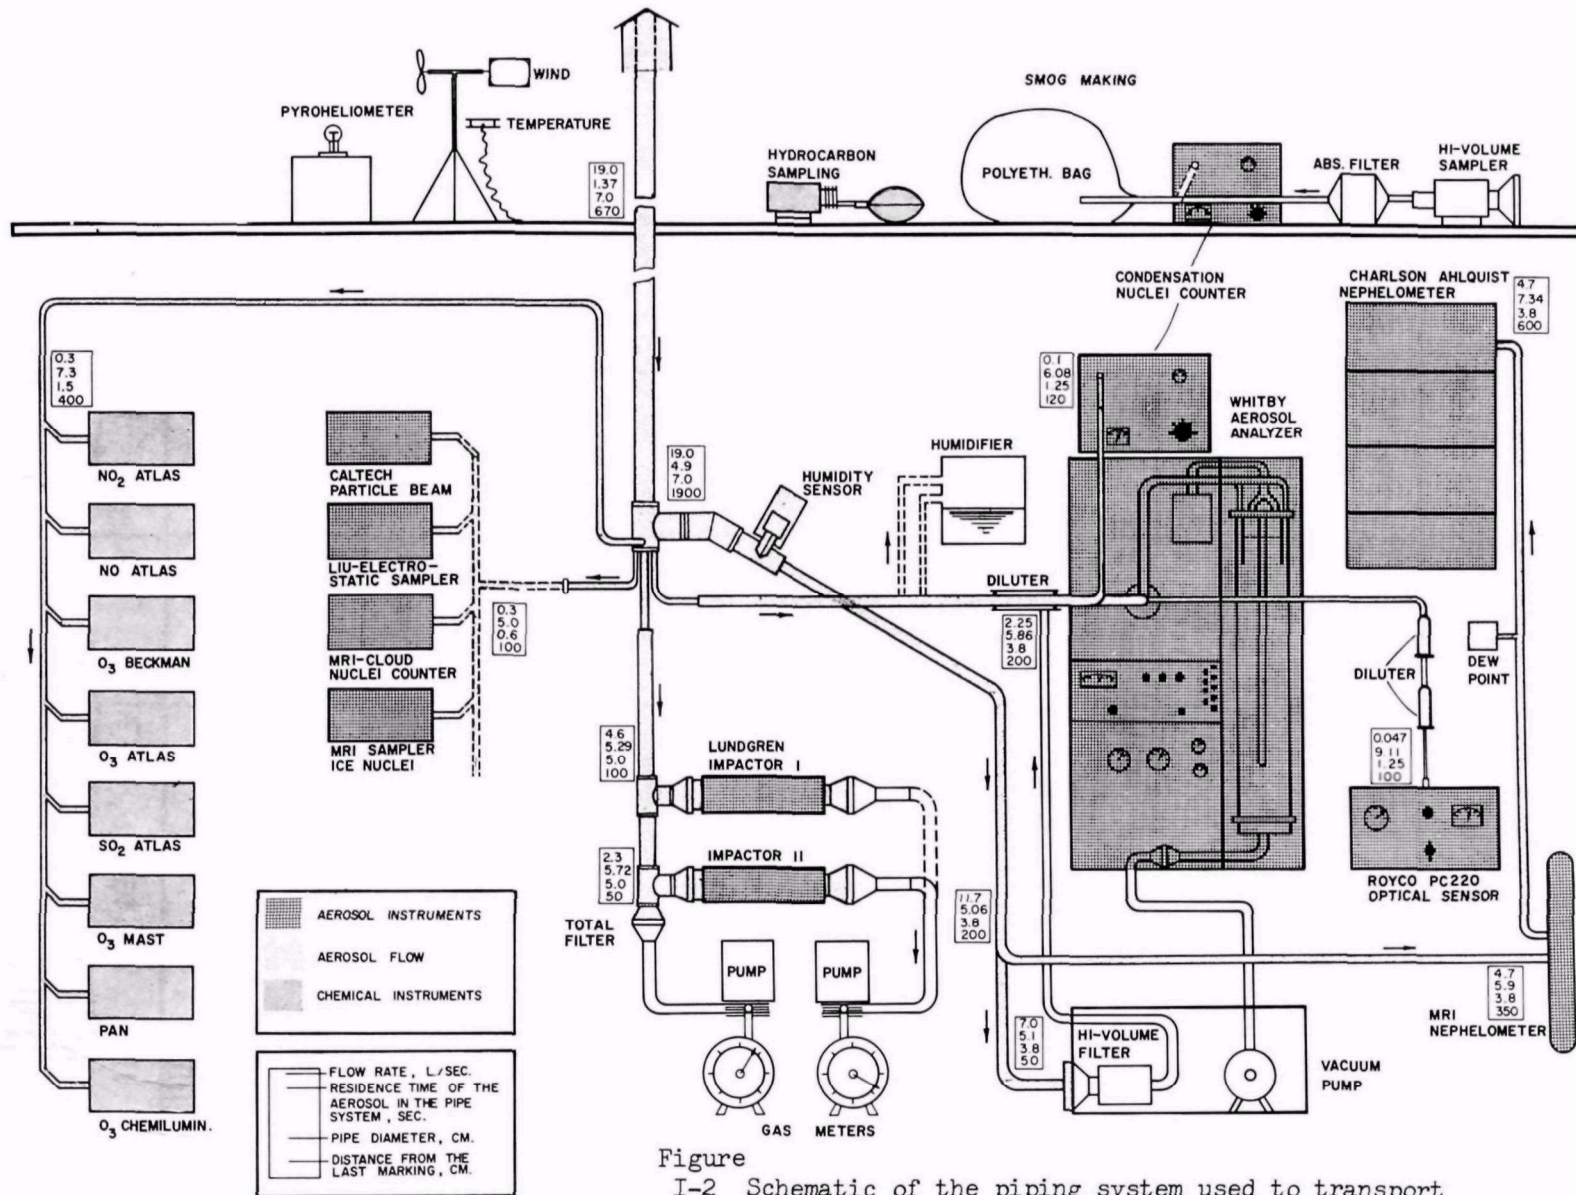 WIND
PYROHELIOMETER
TEMPERATURE
19.0
1.37
7.0
670
HYDROCARBON
SAMPLING
SMOG MAKING
POLYETH. BAG
ABS. FILTER
HI-VOLUME
SAMPLER
CONDENSATION
NUCLEI COUNTER
CHARLSON AHLQUIST
NEPHELOMETER
4.7
7.34
3.8
600
0.3
7.3
1.5
400
NO2 ATLAS
NO ATLAS
O3 BECKMAN
O3 ATLAS
SO2 ATLAS
O3 MAST
PAN
O3 CHEMILUMIN.
CALTECH
PARTICLE BEAM
LIU-ELECTRO-
STATIC SAMPLER
MRI-CLOUD
NUCLEI COUNTER
MRI SAMPLER
ICE NUCLEI
0.3
5.0
0.6
100
19.0
4.9
7.0
1900
HUMIDITY
SENSOR
HUMIDIFIER
0.1
6.08
1.25
120
WHITBY
AEROSOL
ANALYZER
DILUTER
2.25
5.86
3.8
200
DILUTER
DEW
POINT
0.047
9.11
1.25
100
ROYCO PC220
OPTICAL SENSOR
4.6
5.29
5.0
100
LUNDGREN
IMPACTOR I
2.3
5.72
5.0
50
IMPACTOR II
TOTAL
FILTER
PUMP
PUMP
GAS METERS
11.7
5.06
3.8
200
7.0
5.1
3.8
50
HI-VOLUME
FILTER
VACUUM
PUMP
4.7
5.9
3.8
350
MRI
NEPHELOMETER
AEROSOL INSTRUMENTS
AEROSOL FLOW
CHEMICAL INSTRUMENTS
FLOW RATE, L/SEC.
RESIDENCE TIME OF THE
AEROSOL IN THE PIPE
SYSTEM, SEC.
PIPE DIAMETER, CM.
DISTANCE FROM THE
LAST MARKING, CM.
Figure
I-2 Schematic of the piping system used to transport